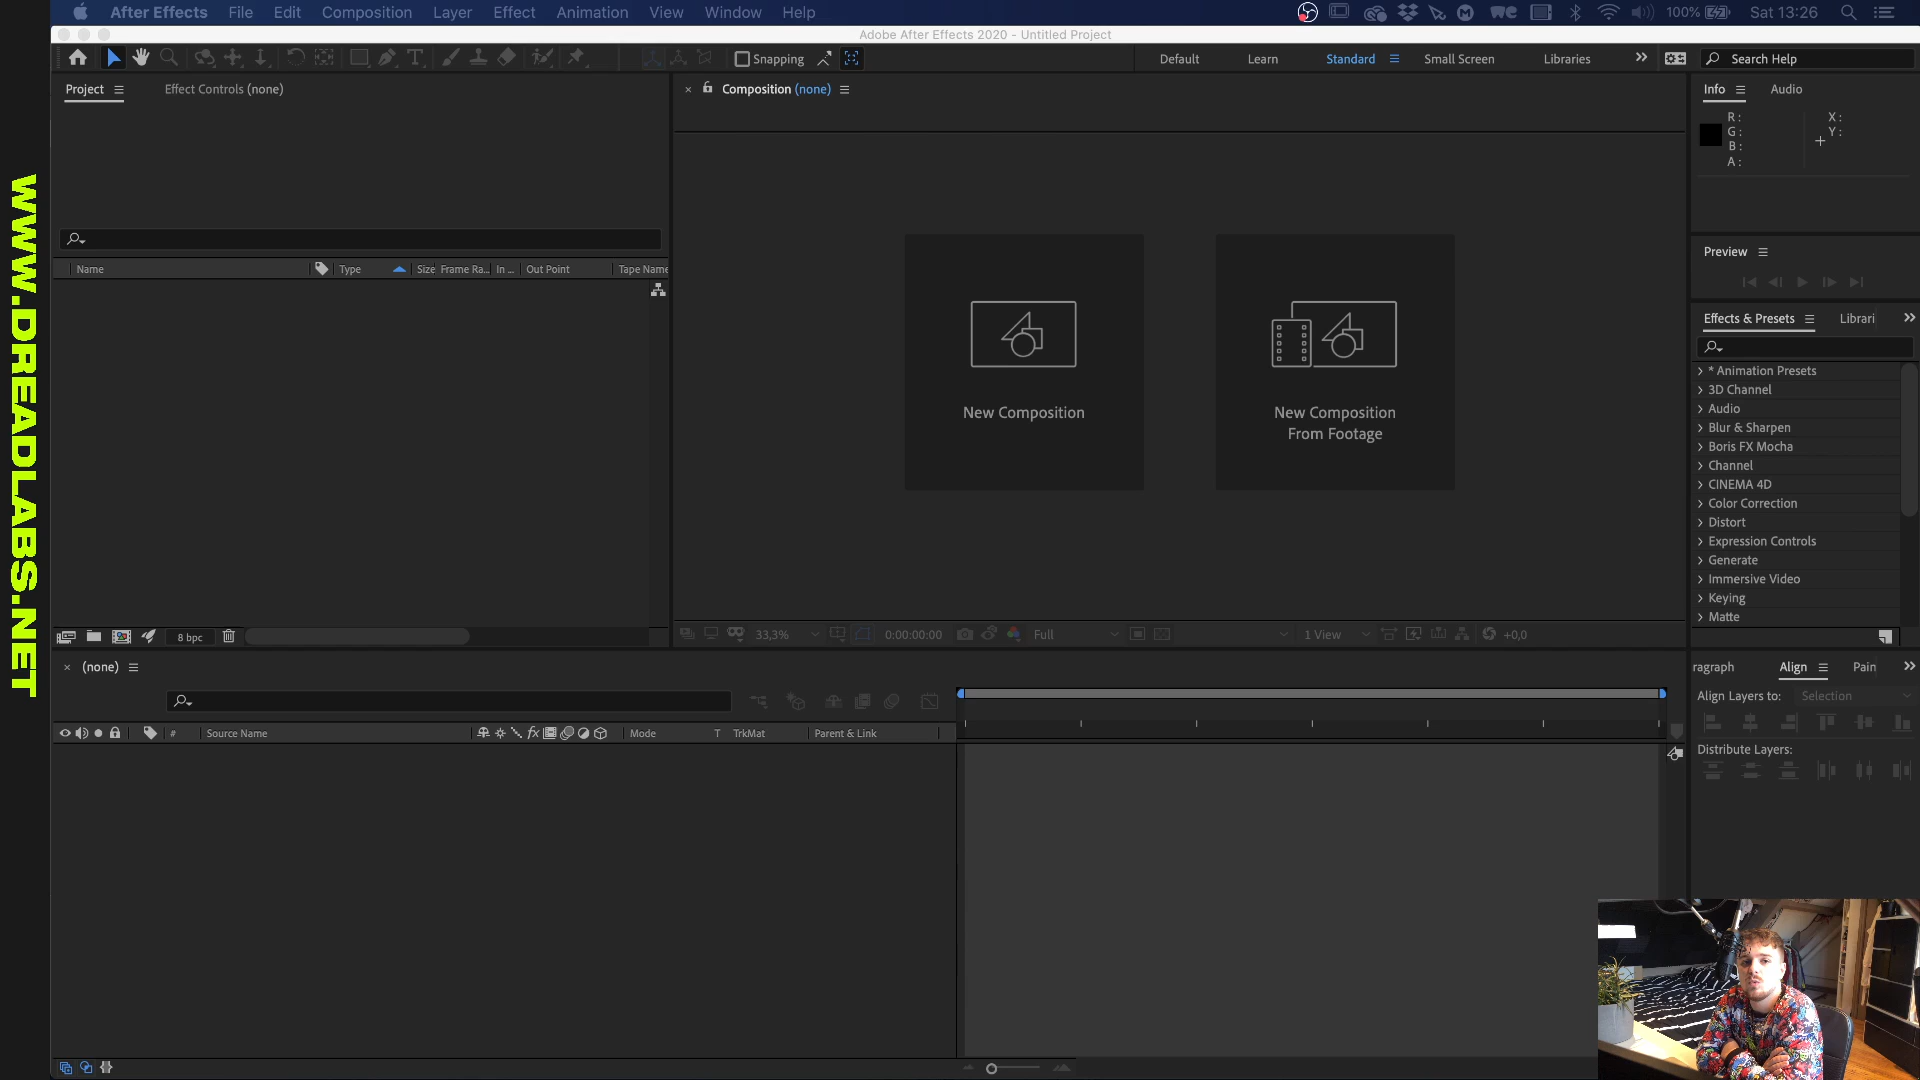 After Effects File Edit Composition Layer Effect Animation View Window Help 100% Sat 13:26
Adobe After Effects 2020 - Untitled Project
Snapping Default Learn Standard Small Screen Libraries Search Help
Project Effect Controls (none)
Composition (none)
Info Audio
R: X:
G: Y:
B:
A:
Preview
Name Type Size Frame Ra... In ... Out Point Tape Name
New Composition
New Composition
From Footage
Effects & Presets Librari
* Animation Presets
3D Channel
Audio
Blur & Sharpen
Boris FX Mocha
Channel
CINEMA 4D
Color Correction
Distort
Expression Controls
Generate
Immersive Video
Keying
Matte
8 bpc
33,3% 0:00:00:00 Full 1 View +0,0
(none)
# Source Name Mode T TrkMat Parent & Link
ragraph Align Pain
Align Layers to: Selection
Distribute Layers:
WWW.DREADLABS.NET